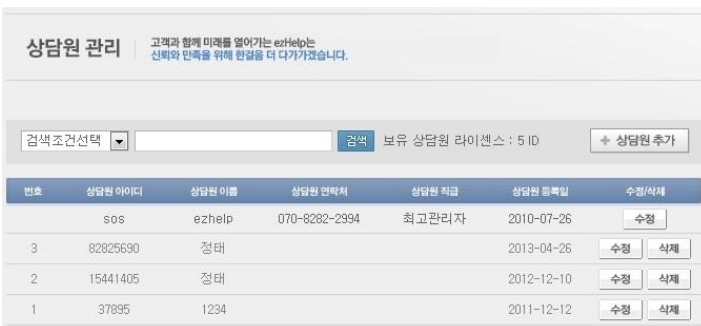 상담원 관리
고객과 함께 미래를 열어가는 ezHelp는
신뢰와 만족을 위해 한걸음 더 다가가겠습니다.
검색조건선택 검색 보유 상담원 라이센스 : 5 ID + 상담원 추가
번호 상담원 아이디 상담원 이름 상담원 연락처 상담원 직급 상담원 등록일 수정/삭제
sos ezhelp 070-8282-2994 최고관리자 2010-07-26 수정
3 82825690 정태 2013-04-26 수정 삭제
2 15441405 정태 2012-12-10 수정 삭제
1 37895 1234 2011-12-12 수정 삭제